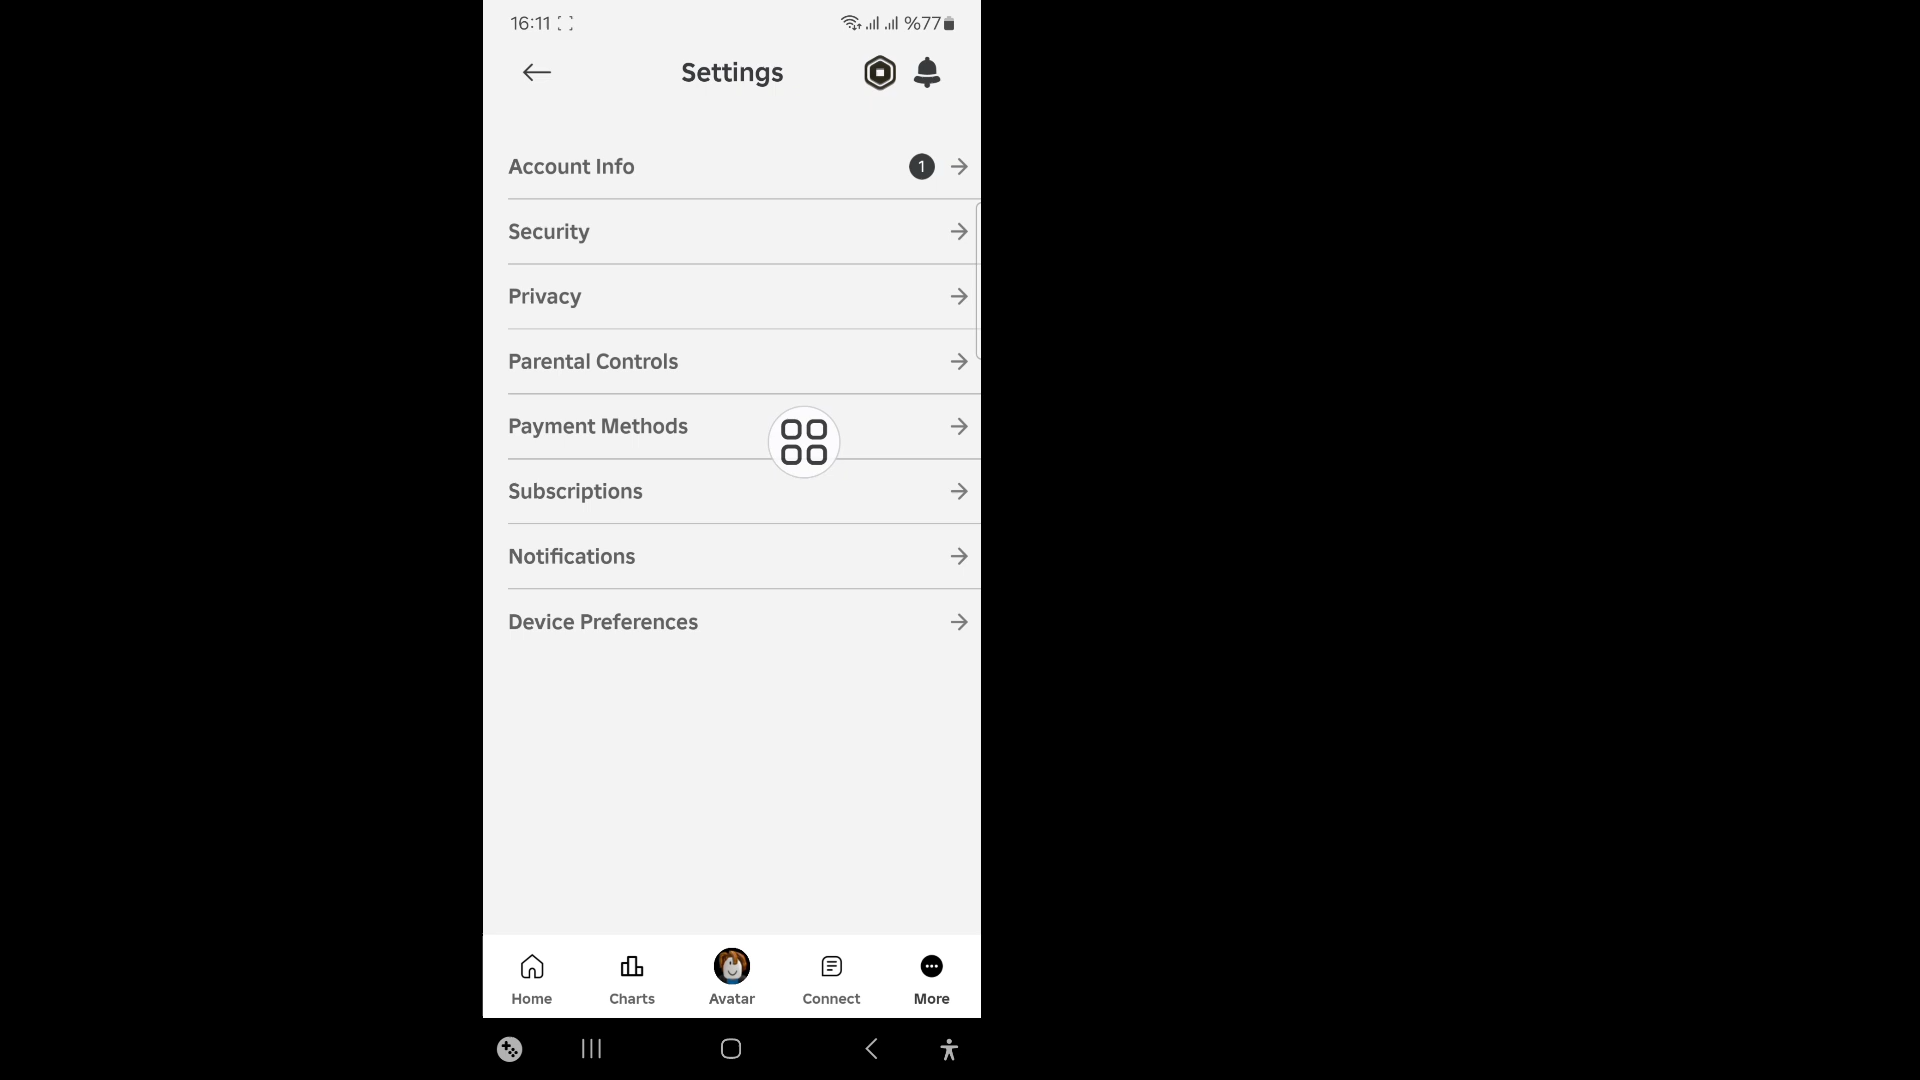 16:11 %77
Settings
Account Info 1
Security
Privacy
Parental Controls
Payment Methods
Subscriptions
Notifications
Device Preferences
Home Charts Avatar Connect More